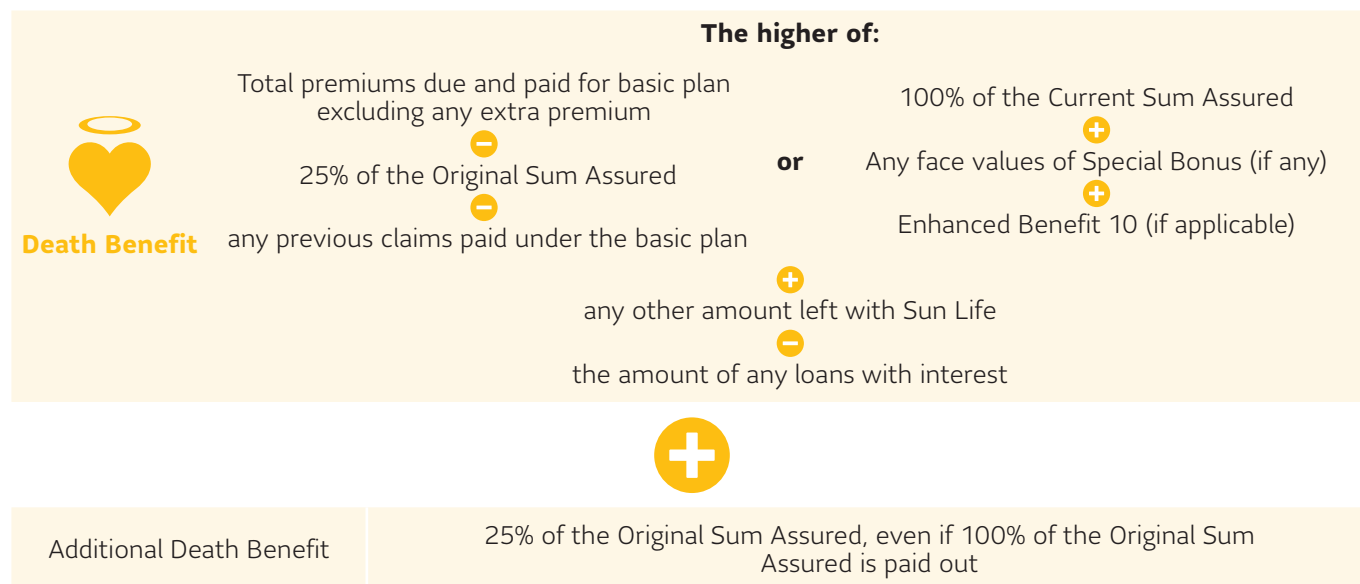 The higher of:
Total premiums due and paid for basic plan
excluding any extra premium
25% of the Original Sum Assured
any previous claims paid under the basic plan
or
100% of the Current Sum Assured
Any face values of Special Bonus (if any)
Enhanced Benefit 10 (if applicable)
Death Benefit
any other amount left with Sun Life
the amount of any loans with interest
Additional Death Benefit
25% of the Original Sum Assured, even if 100% of the Original Sum
Assured is paid out